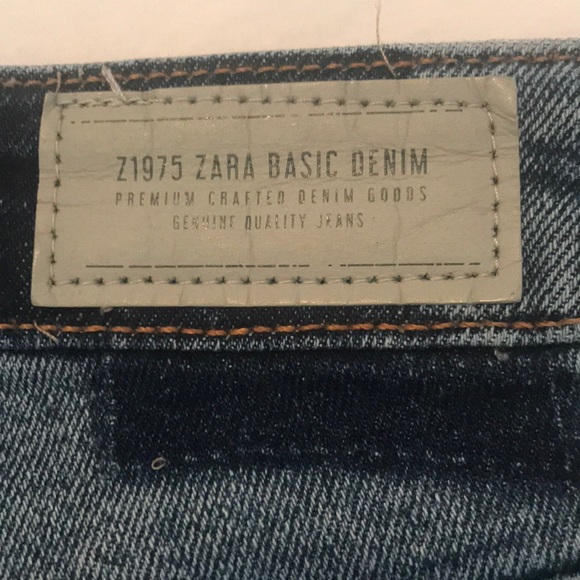 Z1975 ZARA BASIC DENIM
PREMIUM CRAFTED DENIM GOODS
GENUINE QUALITY JEANS